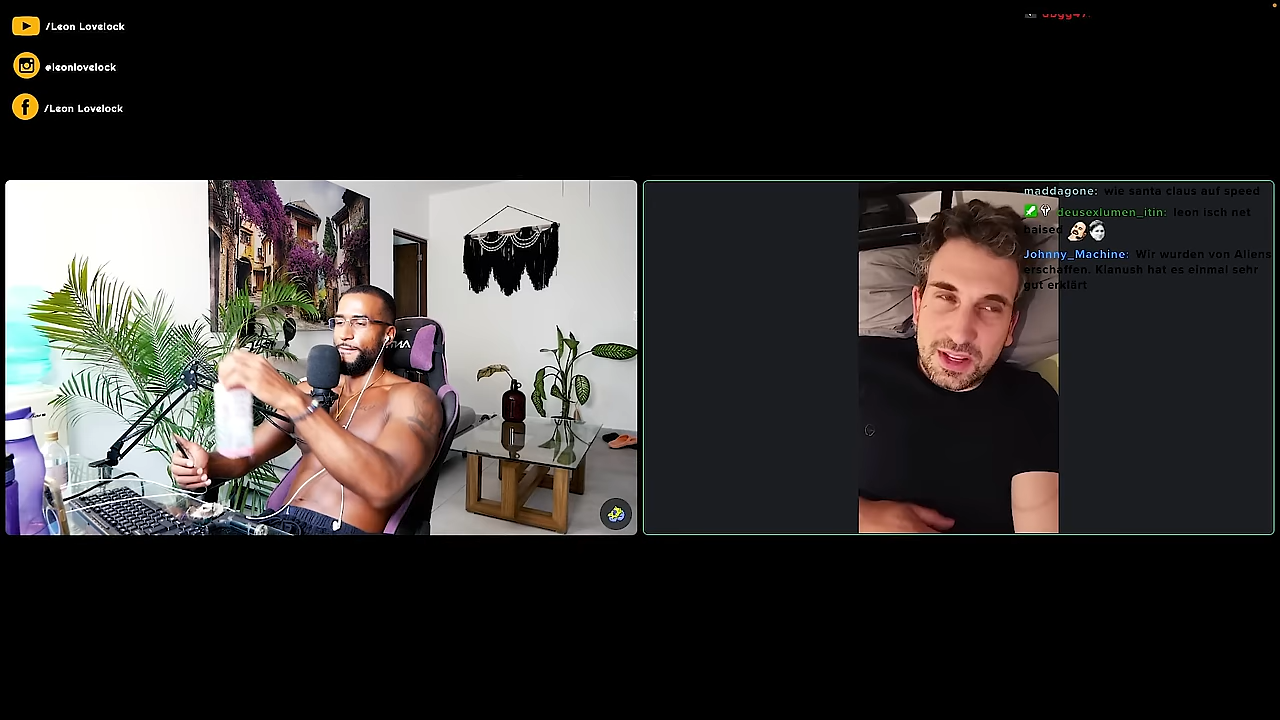 /Leon Lovelock
@leonlovelock
/Leon Lovelock
maddagone: wie santa claus auf speed
deusexlumen_itin: leon isch net
baised
Johnny_Machine: Wir wurden von Aliens
erschaffen. Klanush hat es einmal sehr
gut erklärt